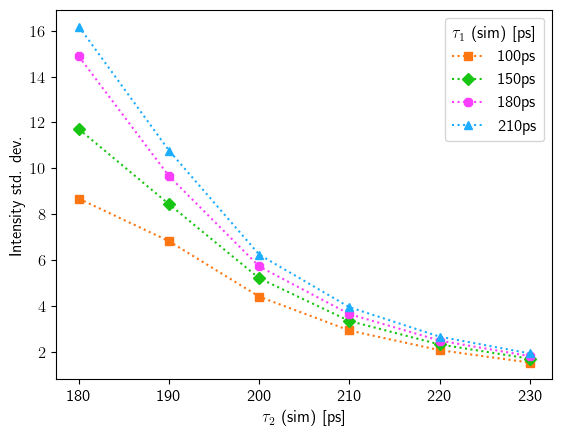 16
14
12
10
8
6
4
2
Intensity std. dev.
180 190 200 210 220 230
τ₂ (sim) [ps]
τ₁ (sim) [ps]
100ps
150ps
180ps
210ps